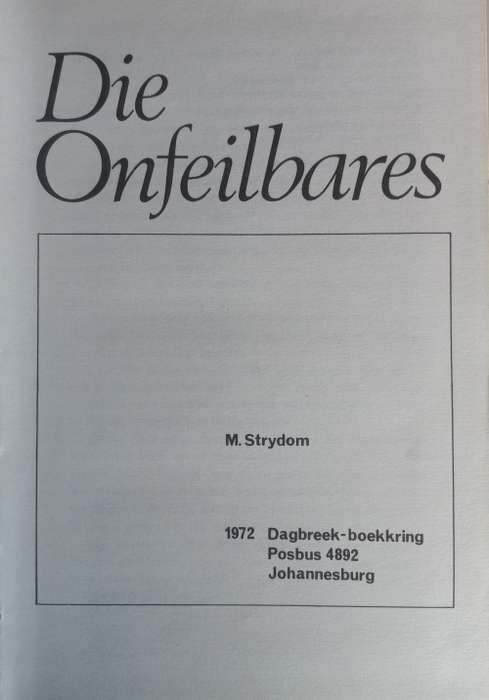 Die
Onfeilbares
M. Strydom
1972 Dagbreek-boekkring
Posbus 4892
Johannesburg